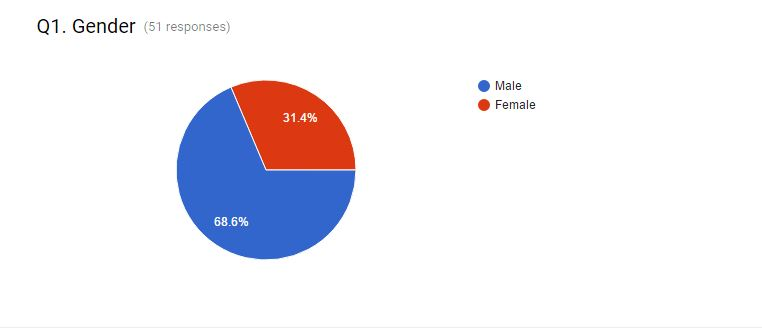 Q1. Gender (51 responses)
Male
Female
31.4%
68.6%